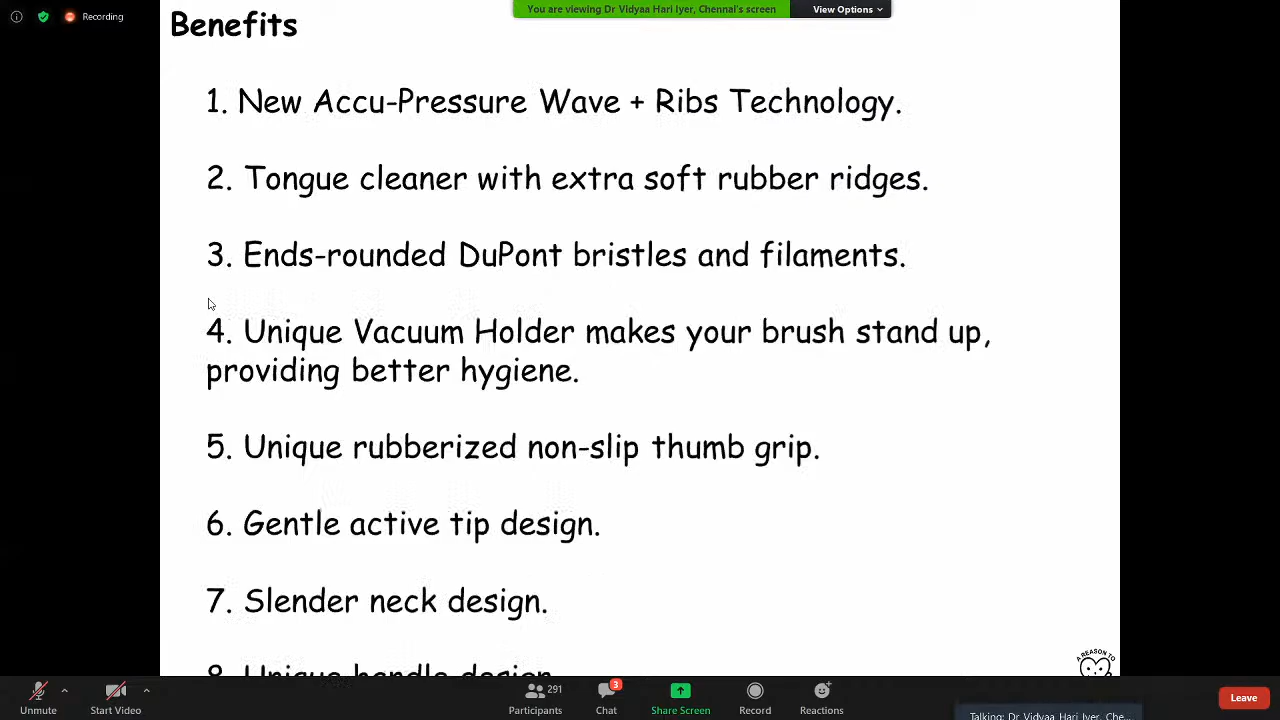 Recording
You are viewing Dr Vidyaa Hari Iyer, Chennai's screen
View Options
Benefits
1. New Accu-Pressure Wave + Ribs Technology.
2. Tongue cleaner with extra soft rubber ridges.
3. Ends-rounded DuPont bristles and filaments.
4. Unique Vacuum Holder makes your brush stand up,
providing better hygiene.
5. Unique rubberized non-slip thumb grip.
6. Gentle active tip design.
7. Slender neck design.
8. Unique handle design
A REASON TO
Unmute
Start Video
Participants 291
Chat 3
Share Screen
Record
Reactions
Leave
Talking: Dr Vidyaa Hari Iyer, Che...